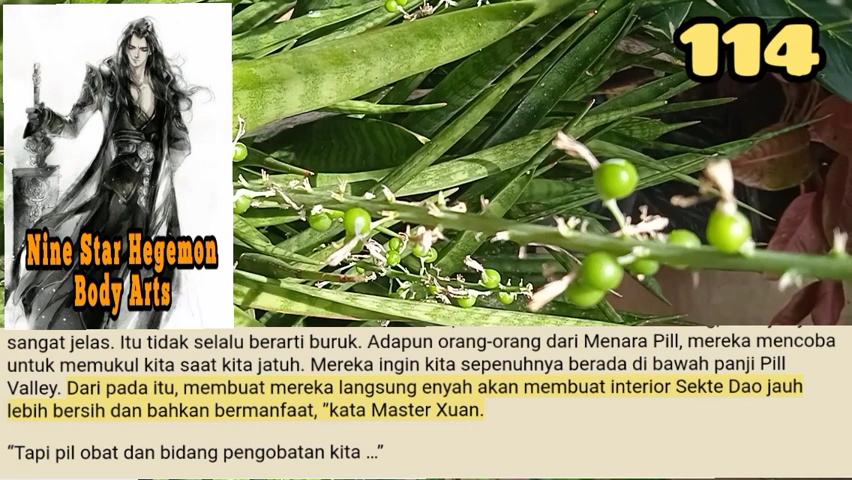 114
Nine Star Hegemon
Body Arts
sangat jelas. Itu tidak selalu berarti buruk. Adapun orang-orang dari Menara Pill, mereka mencoba
untuk memukul kita saat kita jatuh. Mereka ingin kita sepenuhnya berada di bawah panji Pill
Valley. Dari pada itu, membuat mereka langsung enyah akan membuat interior Sekte Dao jauh
lebih bersih dan bahkan bermanfaat, ”kata Master Xuan.
“Tapi pil obat dan bidang pengobatan kita ...”